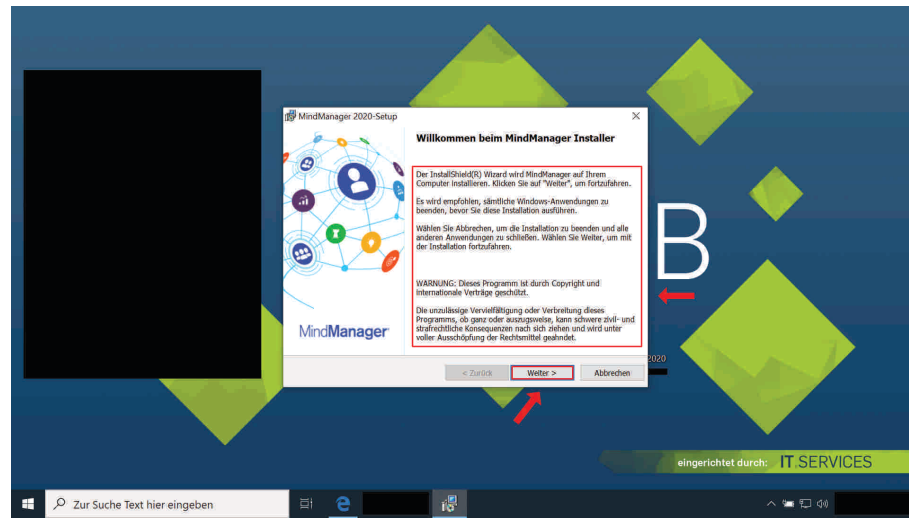 MindManager 2020-Setup
Willkommen beim MindManager Installer
Der InstallShield(R) Wizard wird MindManager auf Ihrem
Computer installieren. Klicken Sie auf "Weiter", um fortzufahren.
Es wird empfohlen, sämtliche Windows-Anwendungen zu
beenden, bevor Sie diese Installation ausführen.
Wählen Sie Abbrechen, um die Installation zu beenden und alle
anderen Anwendungen zu schließen. Wählen Sie Weiter, um mit
der Installation fortzufahren.
WARNUNG: Dieses Programm ist durch Copyright und
internationale Verträge geschützt.
Die unzulässige Vervielfältigung oder Verbreitung dieses
Programms, ob ganz oder auszugsweise, kann schwere zivil- und
strafrechtliche Konsequenzen nach sich ziehen und wird unter
voller Ausschöpfung der Rechtsmittel geahndet.
MindManager
B
2020
< Zurück
Weiter >
Abbrechen
eingerichtet durch: IT.SERVICES
Zur Suche Text hier eingeben